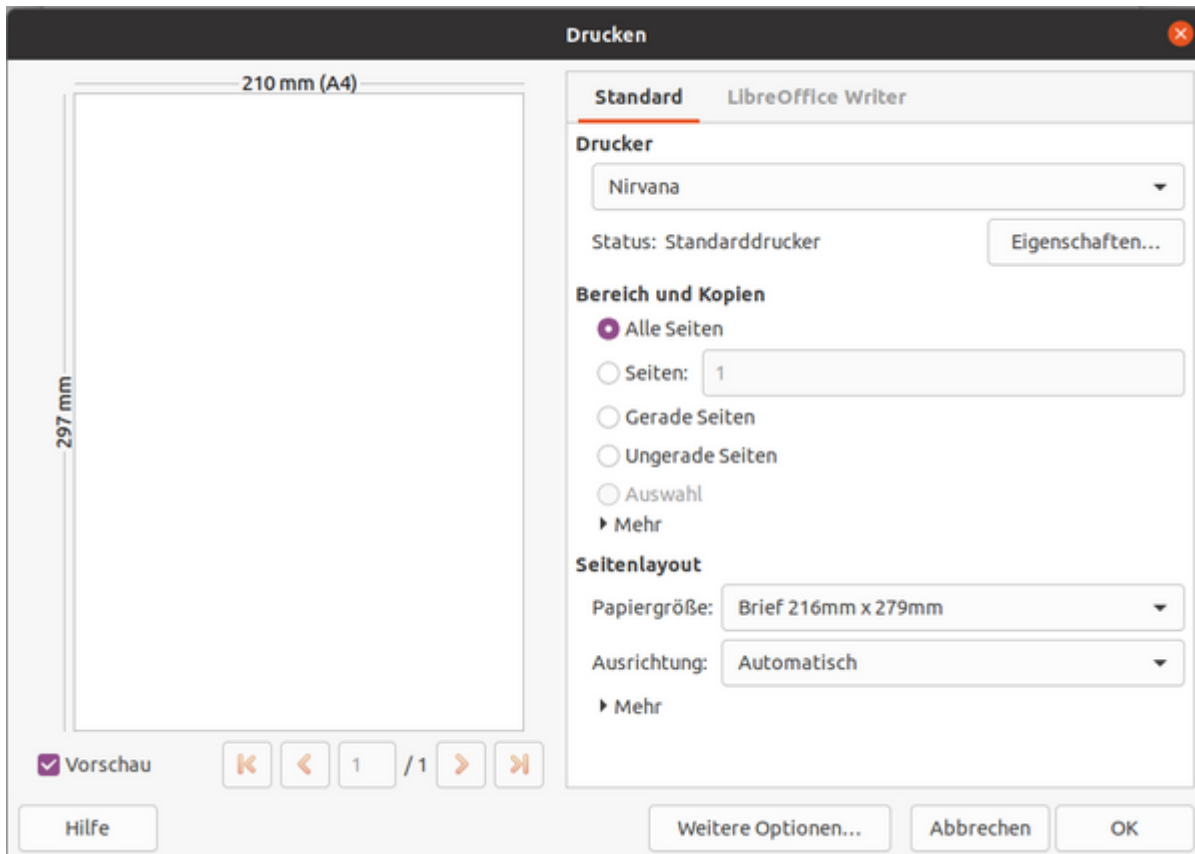 Drucken
210 mm (A4)
297 mm
Vorschau
1
/ 1
Standard
LibreOffice Writer
Drucker
Nirvana
Status: Standarddrucker
Eigenschaften...
Bereich und Kopien
Alle Seiten
Seiten:
1
Gerade Seiten
Ungerade Seiten
Auswahl
Mehr
Seitenlayout
Papiergröße:
Brief 216mm x 279mm
Ausrichtung:
Automatisch
Mehr
Hilfe
Weitere Optionen...
Abbrechen
OK